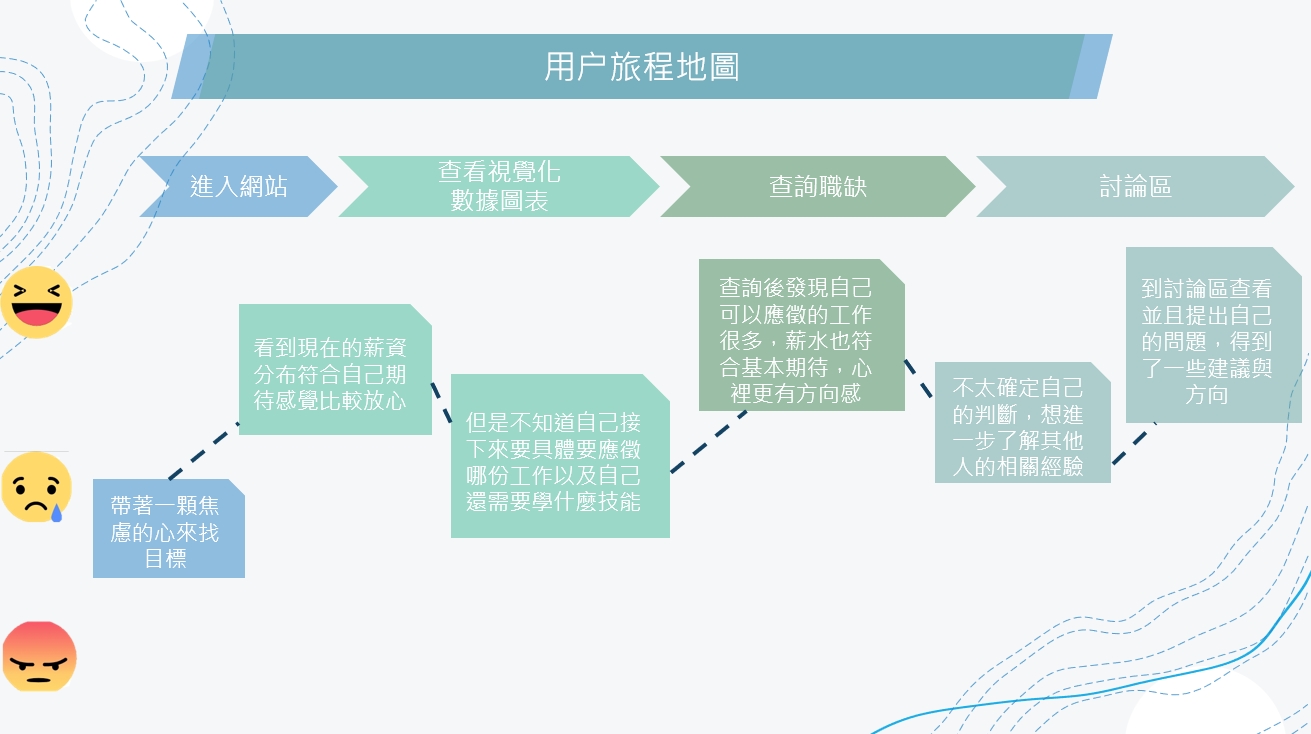 用户旅程地圖
進入網站
查看視覺化
數據圖表
查詢職缺
討論區
帶著一顆焦
慮的心來找
目標
看到現在的薪資
分布符合自己期
待感覺比較放心
但是不知道自己接
下來要具體要應徵
哪份工作以及自己
還需要學什麼技能
查詢後發現自己
可以應徵的工作
很多，薪水也符
合基本期待，心
裡更有方向感
不太確定自己
的判斷，想進
一步了解其他
人的相關經驗
到討論區查看
並且提出自己
的問題，得到
了一些建議與
方向